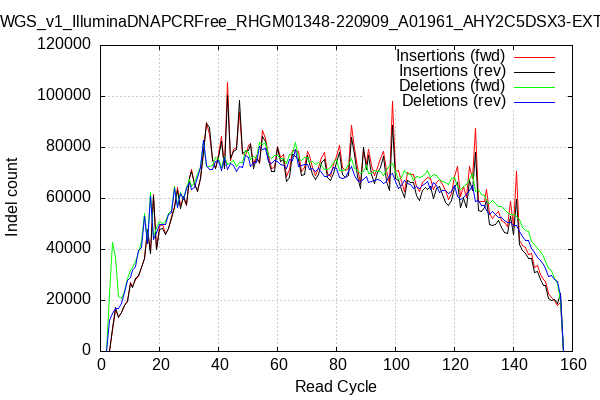 WGS_v1_IlluminaDNAPCRFree_RHGM01348-220909_A01961_AHY2C5DSX3-EXT
120000
100000
80000
60000
40000
20000
0
Insertions (fwd)
Insertions (rev)
Deletions (fwd)
Deletions (rev)
Indel count
0 20 40 60 80 100 120 140 160
Read Cycle